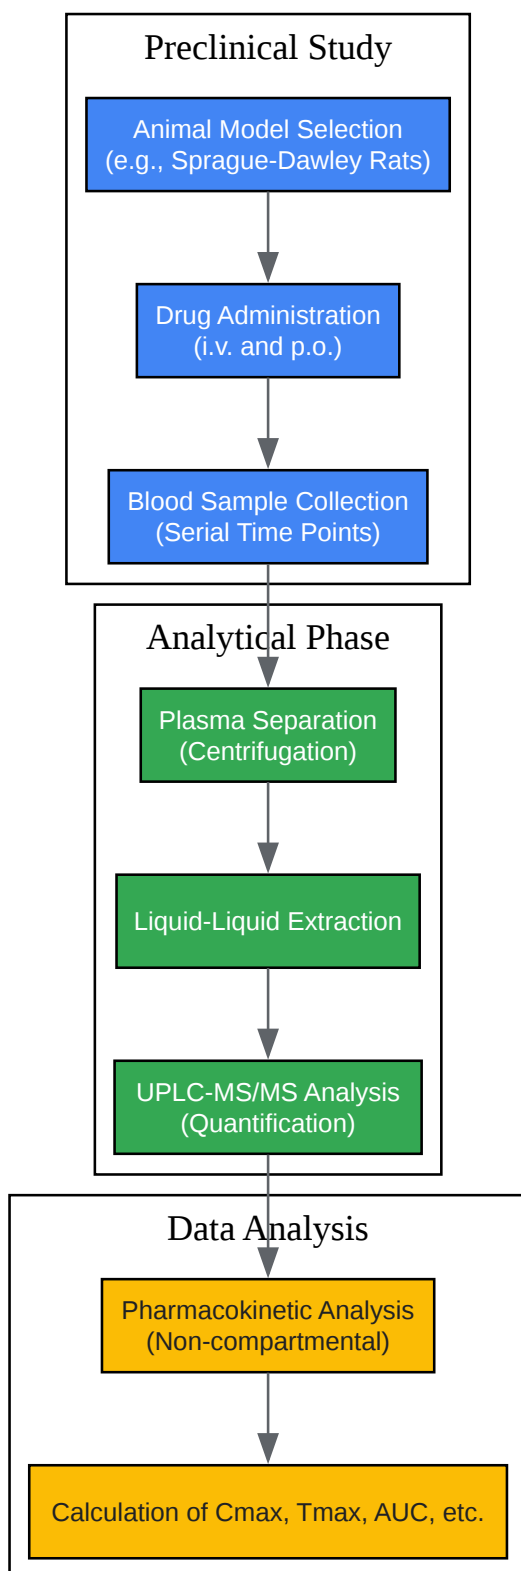 Preclinical Study
Animal Model Selection
(e.g., Sprague-Dawley Rats)
Drug Administration
(i.v. and p.o.)
Blood Sample Collection
(Serial Time Points)
Analytical Phase
Plasma Separation
(Centrifugation)
Liquid-Liquid Extraction
UPLC-MS/MS Analysis
(Quantification)
Data Analysis
Pharmacokinetic Analysis
(Non-compartmental)
Calculation of Cmax, Tmax, AUC, etc.